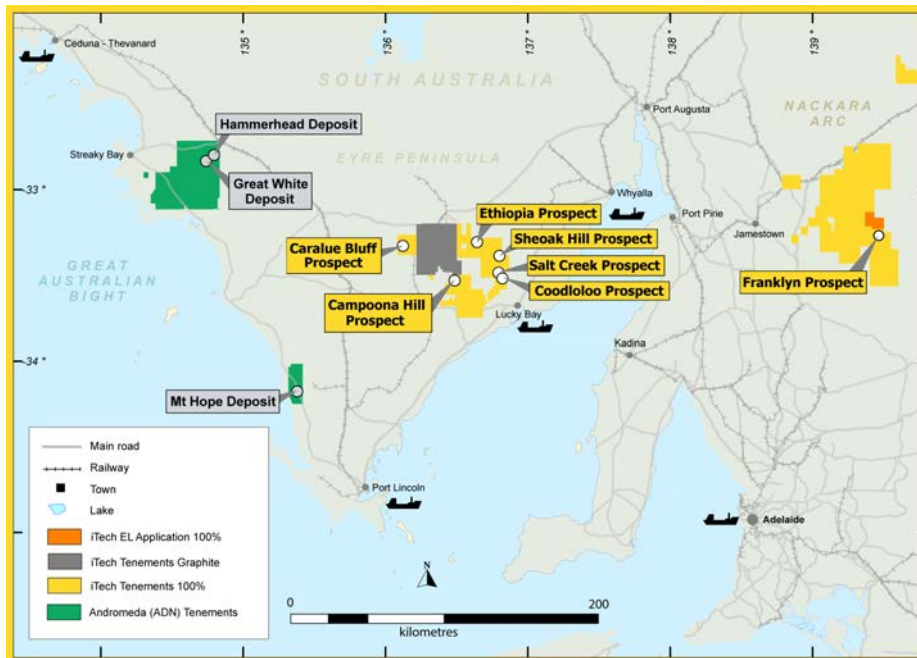 135 °
136 °
137 °
138 °
139 °
Ceduna - Thevanard
SOUTH AUSTRALIA
Port Augusta
NACKARA
ARC
Hammerhead Deposit
Streaky Bay
EYRE PENINSULA
Great White
Deposit
-33 °
Whyalla
Ethiopia Prospect
Port Pirie
Jamestown
Caralue Bluff
Prospect
Sheoak Hill Prospect
GREAT
AUSTRALIAN
BIGHT
Salt Creek Prospect
Franklyn Prospect
Coodloloo Prospect
Campoona Hill
Prospect
Lucky Bay
Kadina
-34 °
Mt Hope Deposit
Main road
Railway
Town
Lake
iTech EL Application 100%
iTech Tenements Graphite
iTech Tenements 100%
Andromeda (ADN) Tenements
Port Lincoln
Adelaide
N
0
200
kilometres